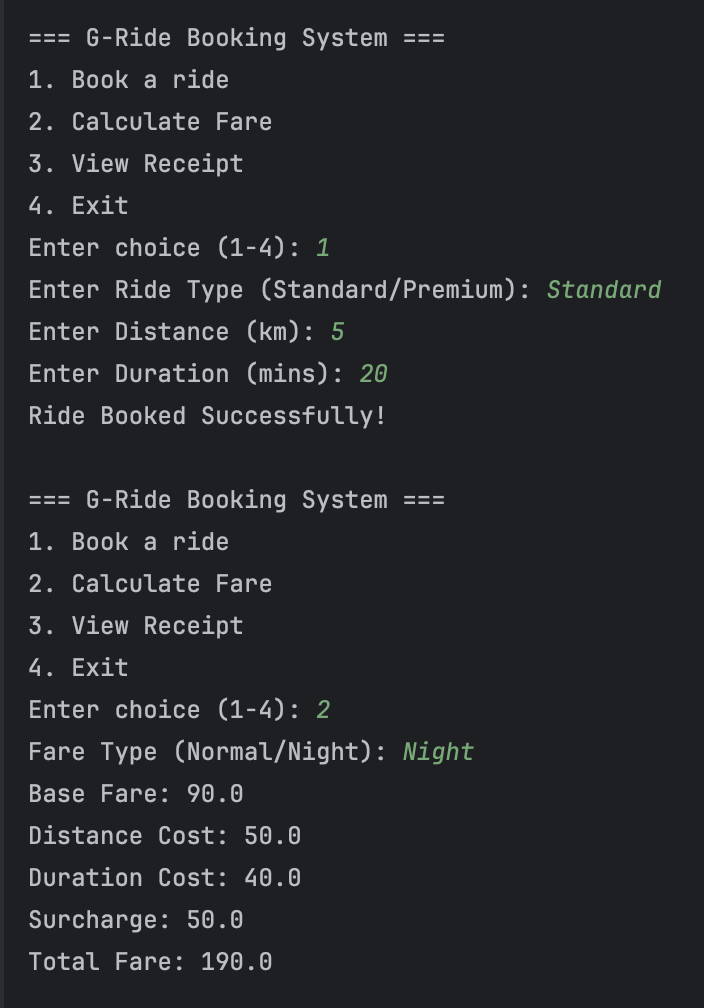 === G-Ride Booking System ===
1. Book a ride
2. Calculate Fare
3. View Receipt
4. Exit
Enter choice (1-4): 1
Enter Ride Type (Standard/Premium): Standard
Enter Distance (km): 5
Enter Duration (mins): 20
Ride Booked Successfully!

=== G-Ride Booking System ===
1. Book a ride
2. Calculate Fare
3. View Receipt
4. Exit
Enter choice (1-4): 2
Fare Type (Normal/Night): Night
Base Fare: 90.0
Distance Cost: 50.0
Duration Cost: 40.0
Surcharge: 50.0
Total Fare: 190.0